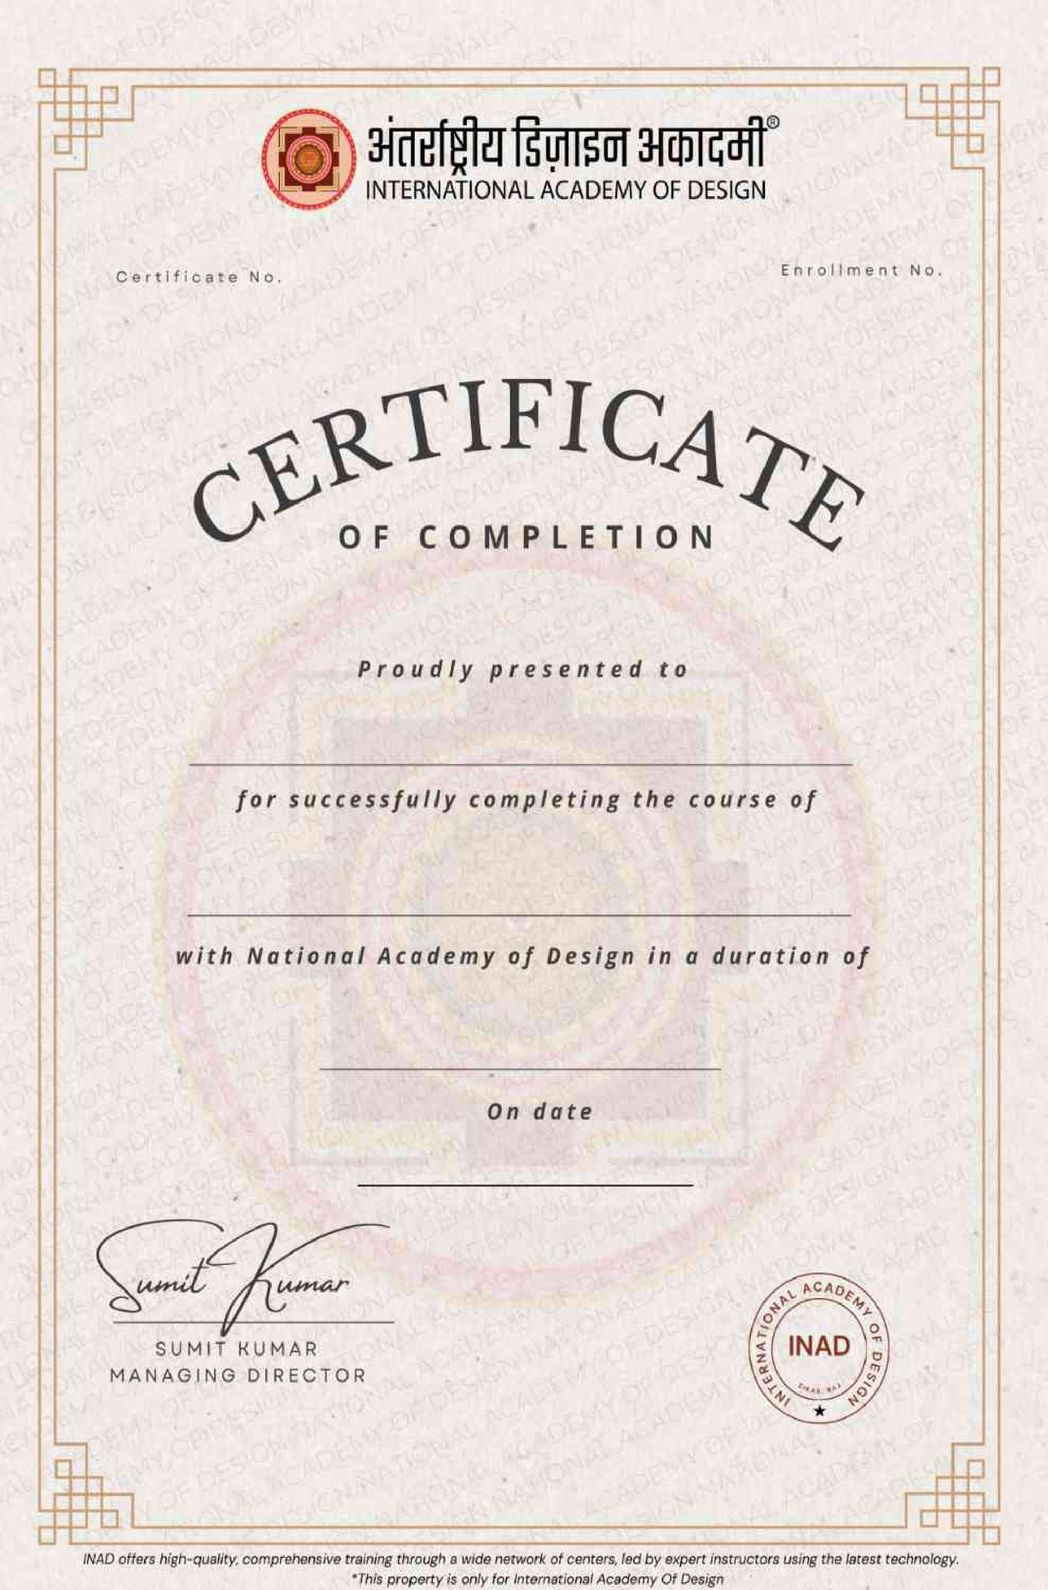 अंतर्राष्ट्रीय डिज़ाइन अकादमी®
INTERNATIONAL ACADEMY OF DESIGN
Certificate No.
Enrollment No.
CERTIFICATE
OF COMPLETION
Proudly presented to
for successfully completing the course of
with National Academy of Design in a duration of
On date
Sumit Kumar
SUMIT KUMAR
MANAGING DIRECTOR
INTERNATIONAL ACADEMY OF DESIGN
INAD
INAD offers high-quality, comprehensive training through a wide network of centers, led by expert instructors using the latest technology.
*This property is only for International Academy Of Design